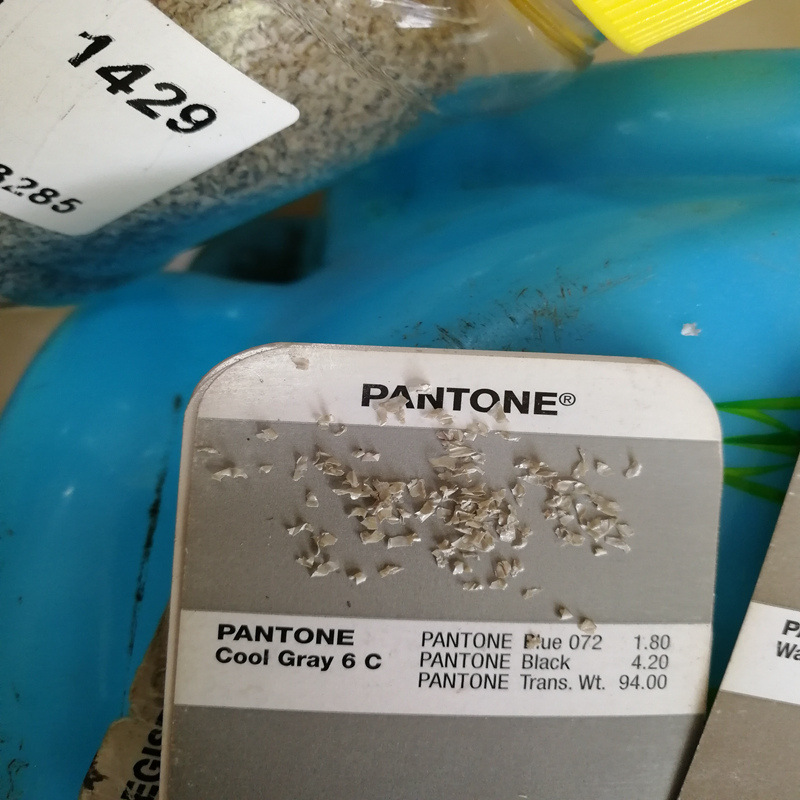 1429
3285
PANTONE®
PANTONE
Cool Gray 6 C
PANTONE Blue 072 1.80
PANTONE Black 4.20
PANTONE Trans. Wt. 94.00